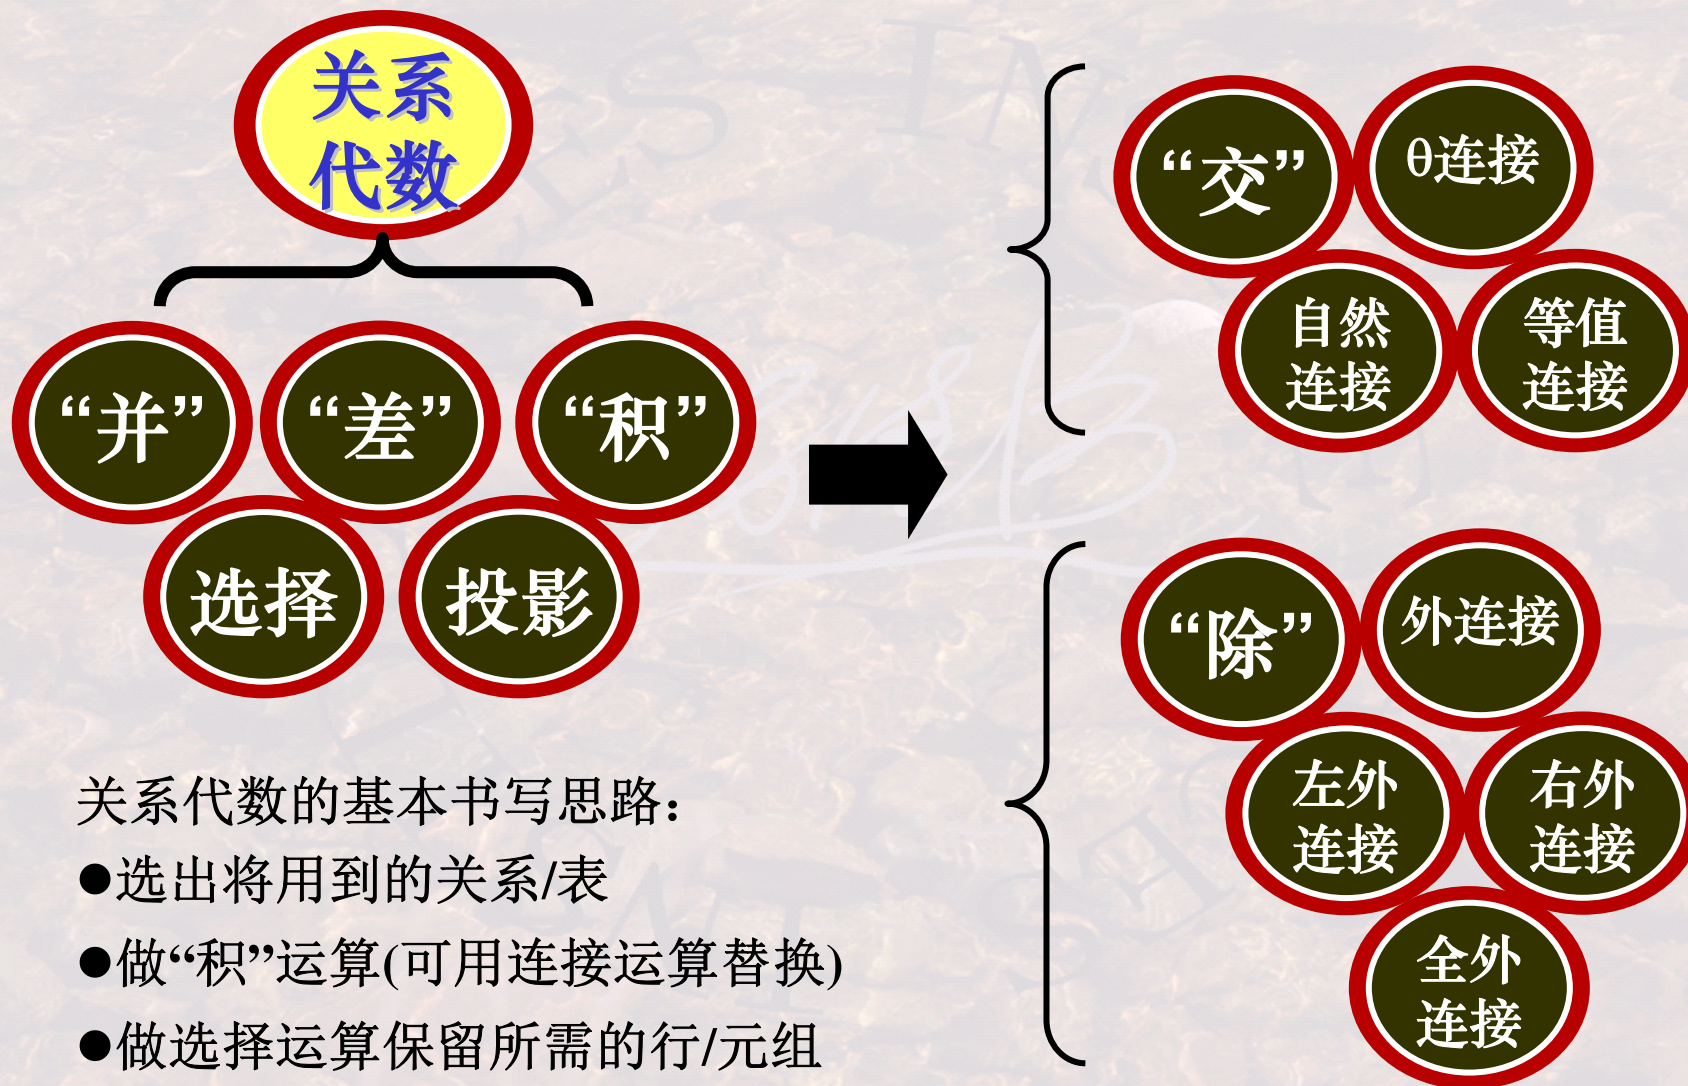 关系
代数
“并”
“差”
“积”
选择
投影
“交”
θ连接
自然
连接
等值
连接
“除”
外连接
左外
连接
右外
连接
全外
连接
关系代数的基本书写思路：
●选出将用到的关系/表
●做“积”运算(可用连接运算替换)
●做选择运算保留所需的行/元组